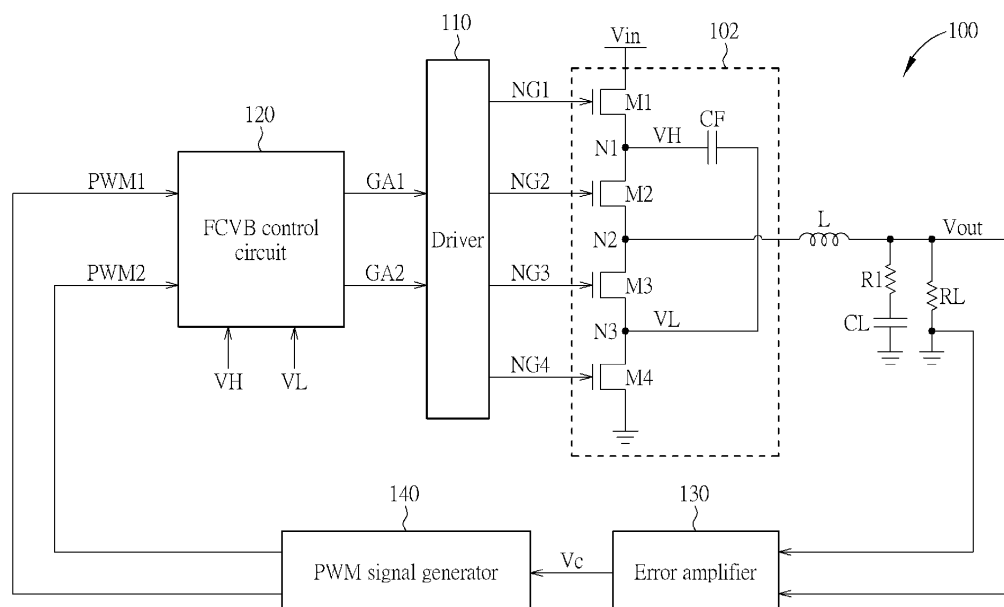 100
Vin
102
110
NG1
M1
CF
VH
N1
120
PWM1
GA1
NG2
M2
FCVB control
circuit
Driver
N2
L
Vout
PWM2
GA2
NG3
M3
R1
RL
N3
VL
CL
VH
VL
NG4
M4
140
130
PWM signal generator
Vc
Error amplifier